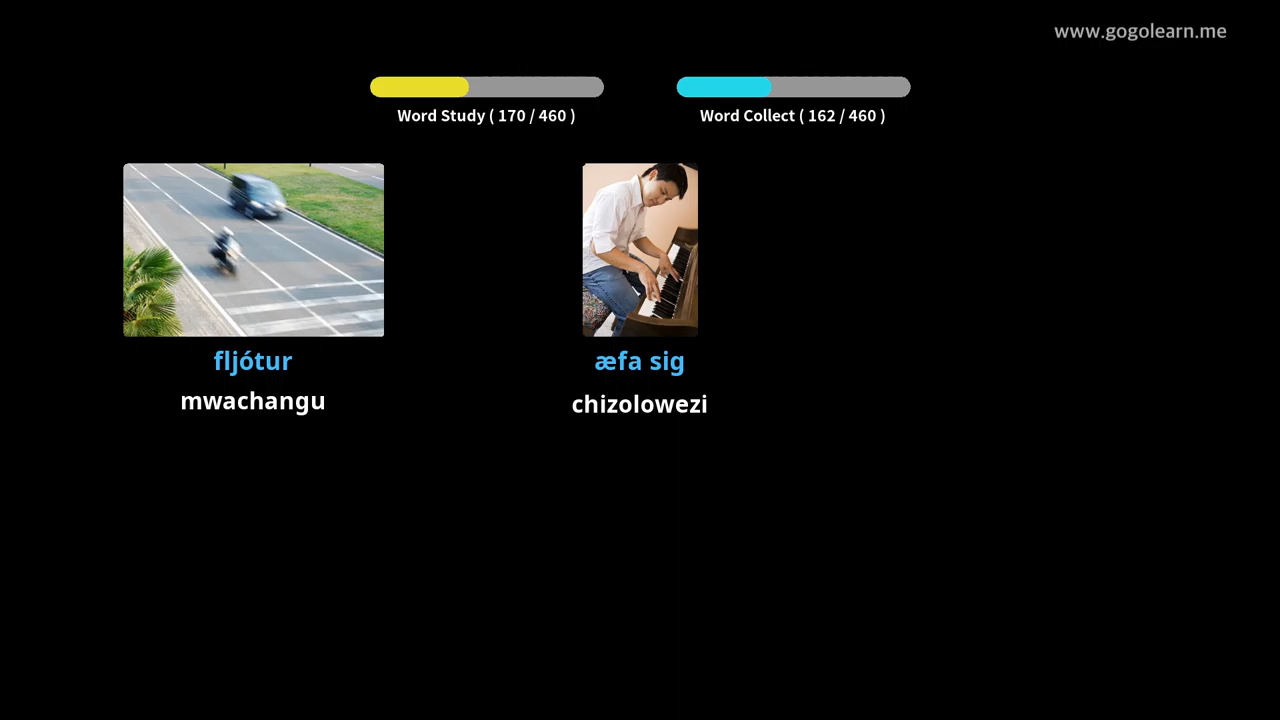 www.gogolearn.me
Word Study ( 170 / 460 )
Word Collect ( 162 / 460 )
fljótur
æfa sig
mwachangu
chizolowezi